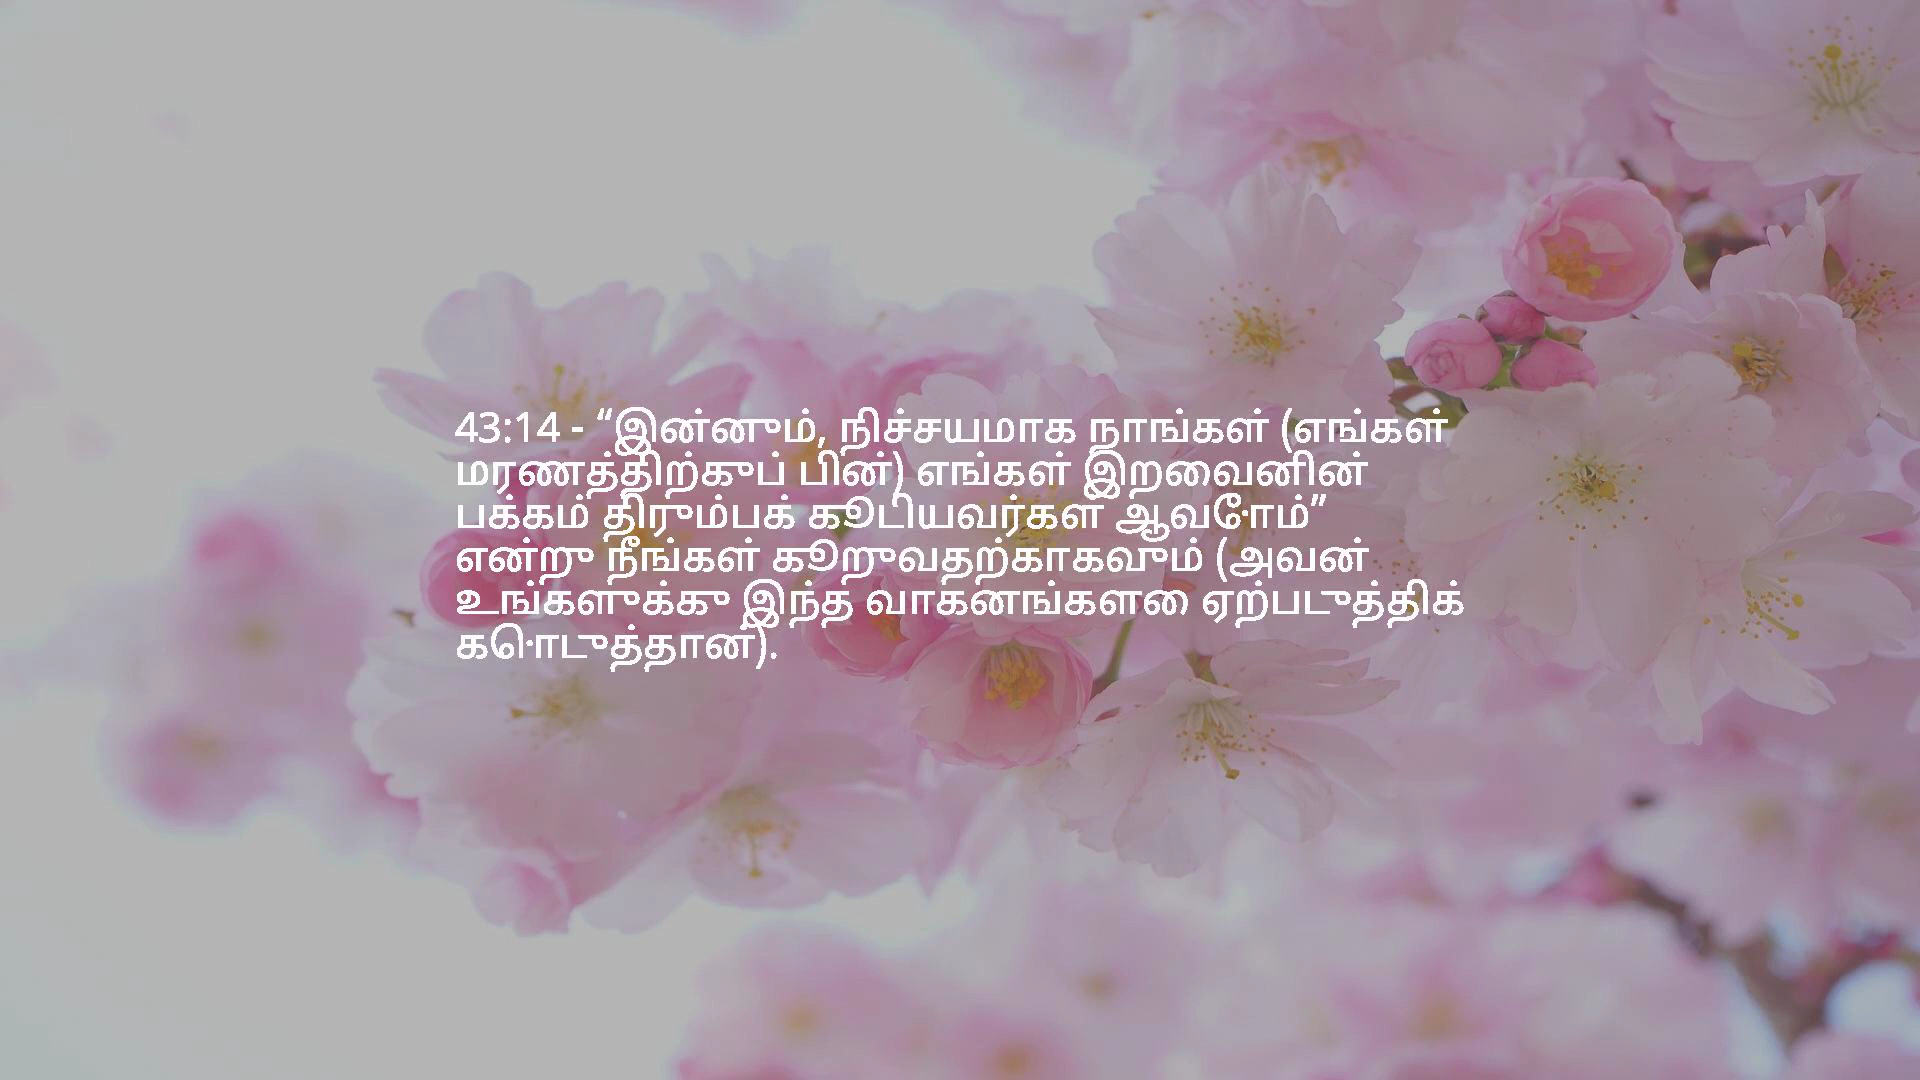 43:14 - “இன்னும், நிச்சயமாக நாங்கள் (எங்கள்
மரணத்திற்குப் பின்) எங்கள் இறைவனின்
பக்கம் திரும்பக் கூடியவர்கள் ஆவோம்”
என்று நீங்கள் கூறுவதற்காகவும் (அவன்
உங்களுக்கு இந்த வாகனங்களை ஏற்படுத்திக்
கொடுத்தான்).